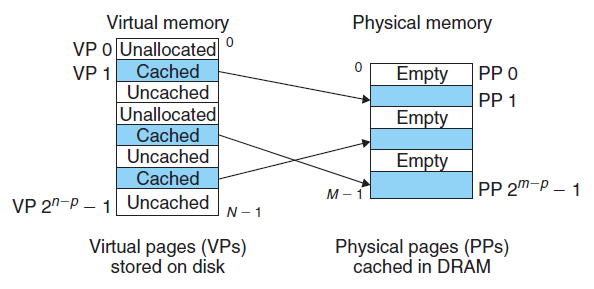 Virtual memory
VP 0 Unallocated 0
VP 1 Cached
Uncached
Unallocated
Cached
Uncached
Cached
VP 2ⁿ⁻ᵖ – 1 Uncached N – 1
Virtual pages (VPs)
stored on disk
Physical memory
0 Empty PP 0
PP 1
Empty
Empty
M – 1 PP 2ᵐ⁻ᵖ – 1
Physical pages (PPs)
cached in DRAM